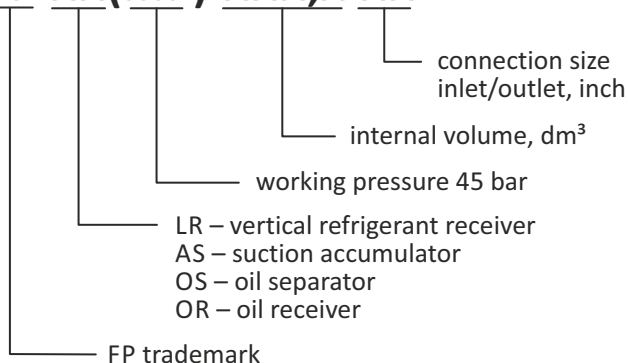 connection size
inlet/outlet, inch
internal volume, dm³
working pressure 45 bar
LR – vertical refrigerant receiver
AS – suction accumulator
OS – oil separator
OR – oil receiver
FP trademark